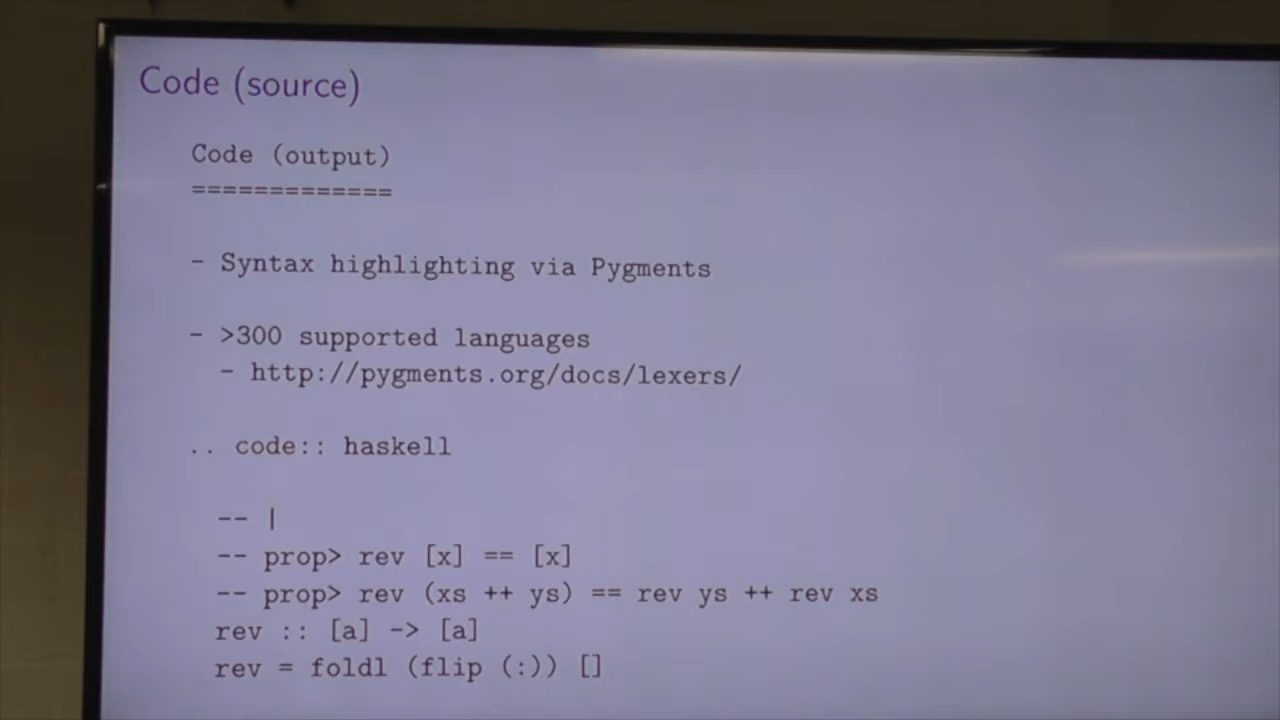 Code (source)
Code (output)
=============
- Syntax highlighting via Pygments
- >300 supported languages
- http://pygments.org/docs/lexers/
.. code:: haskell
-- |
-- prop> rev [x] == [x]
-- prop> rev (xs ++ ys) == rev ys ++ rev xs
rev :: [a] -> [a]
rev = foldl (flip (:)) []